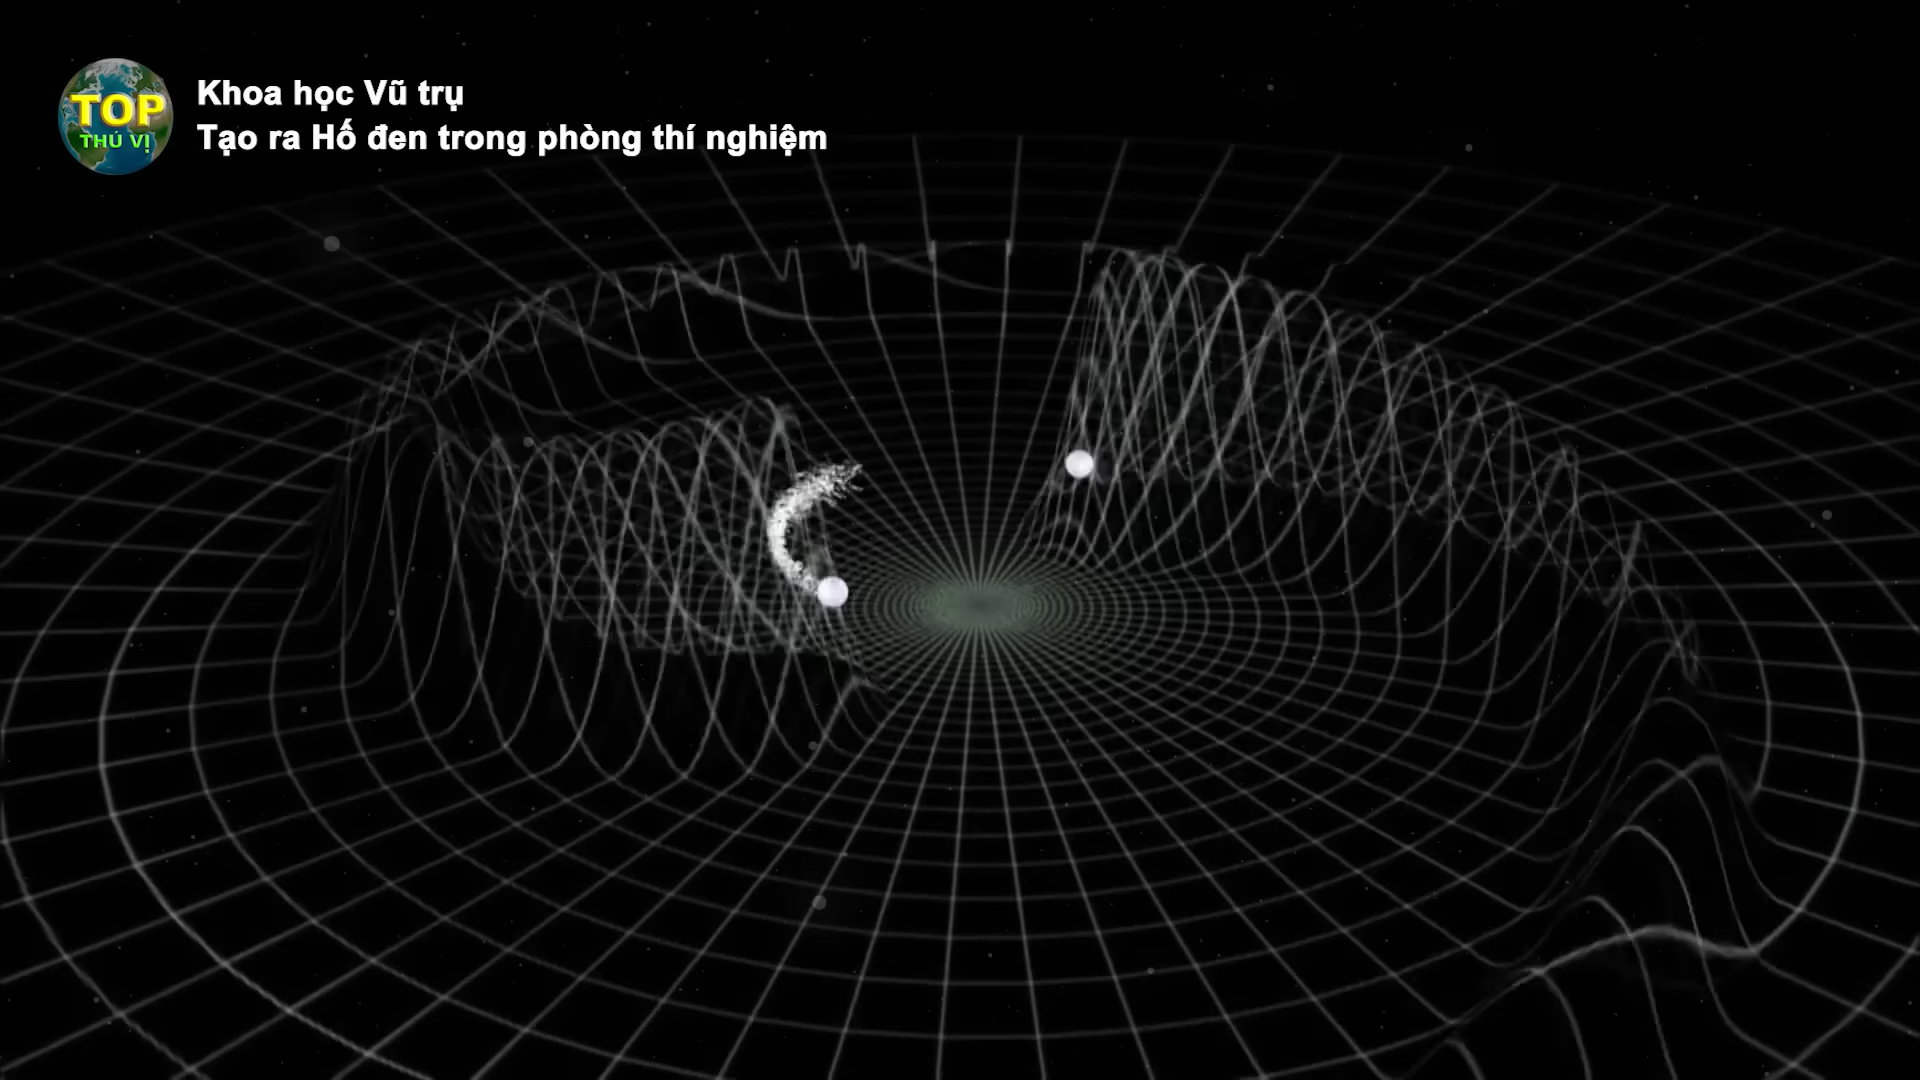 TOP
THÚ VỊ
Khoa học Vũ trụ
Tạo ra Hố đen trong phòng thí nghiệm